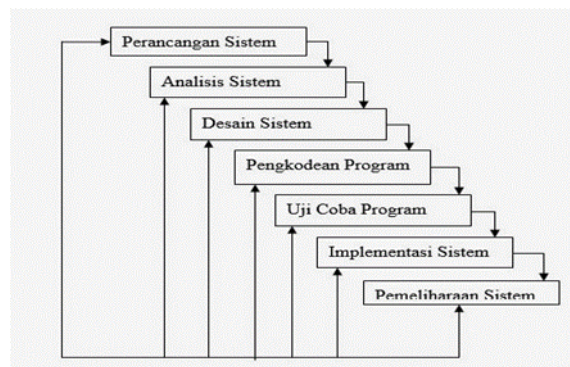 Perancangan Sistem
Analisis Sistem
Desain Sistem
Pengkodean Program
Uji Coba Program
Implementasi Sistem
Pemeliharaan Sistem